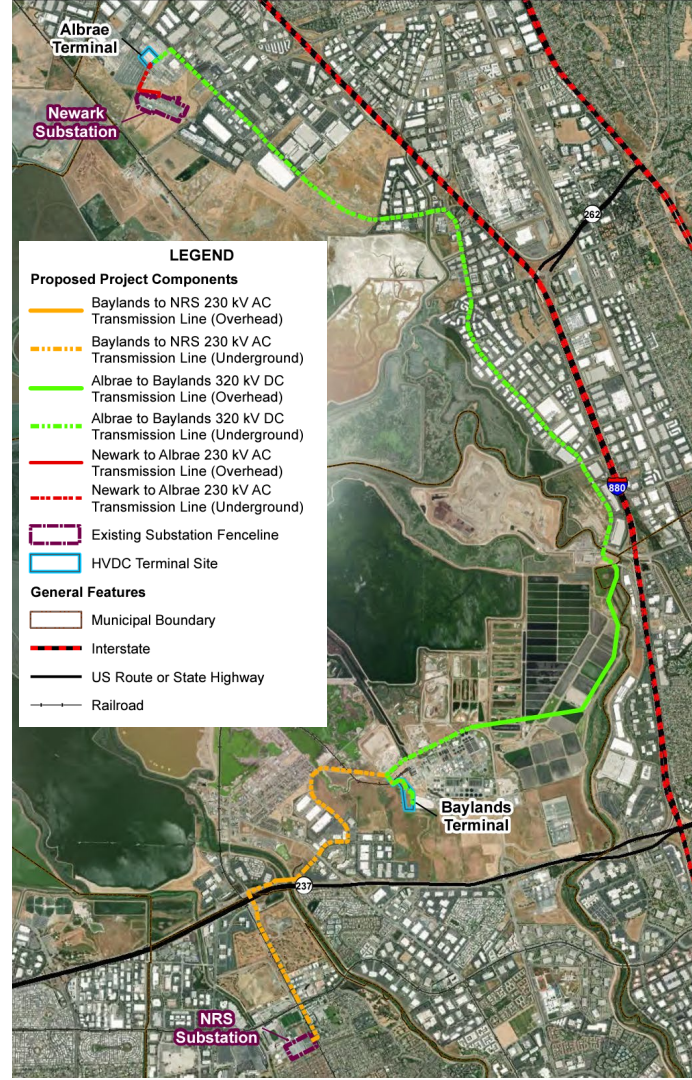 Albrae
Terminal
Newark
Substation
262
LEGEND
Proposed Project Components
Baylands to NRS 230 kV AC
Transmission Line (Overhead)
Baylands to NRS 230 kV AC
Transmission Line (Underground)
Albrae to Baylands 320 kV DC
Transmission Line (Overhead)
Albrae to Baylands 320 kV DC
Transmission Line (Underground)
Newark to Albrae 230 kV AC
Transmission Line (Overhead)
Newark to Albrae 230 kV AC
Transmission Line (Underground)
Existing Substation Fenceline
HVDC Terminal Site
General Features
Municipal Boundary
Interstate
US Route or State Highway
Railroad
880
Baylands
Terminal
237
NRS
Substation